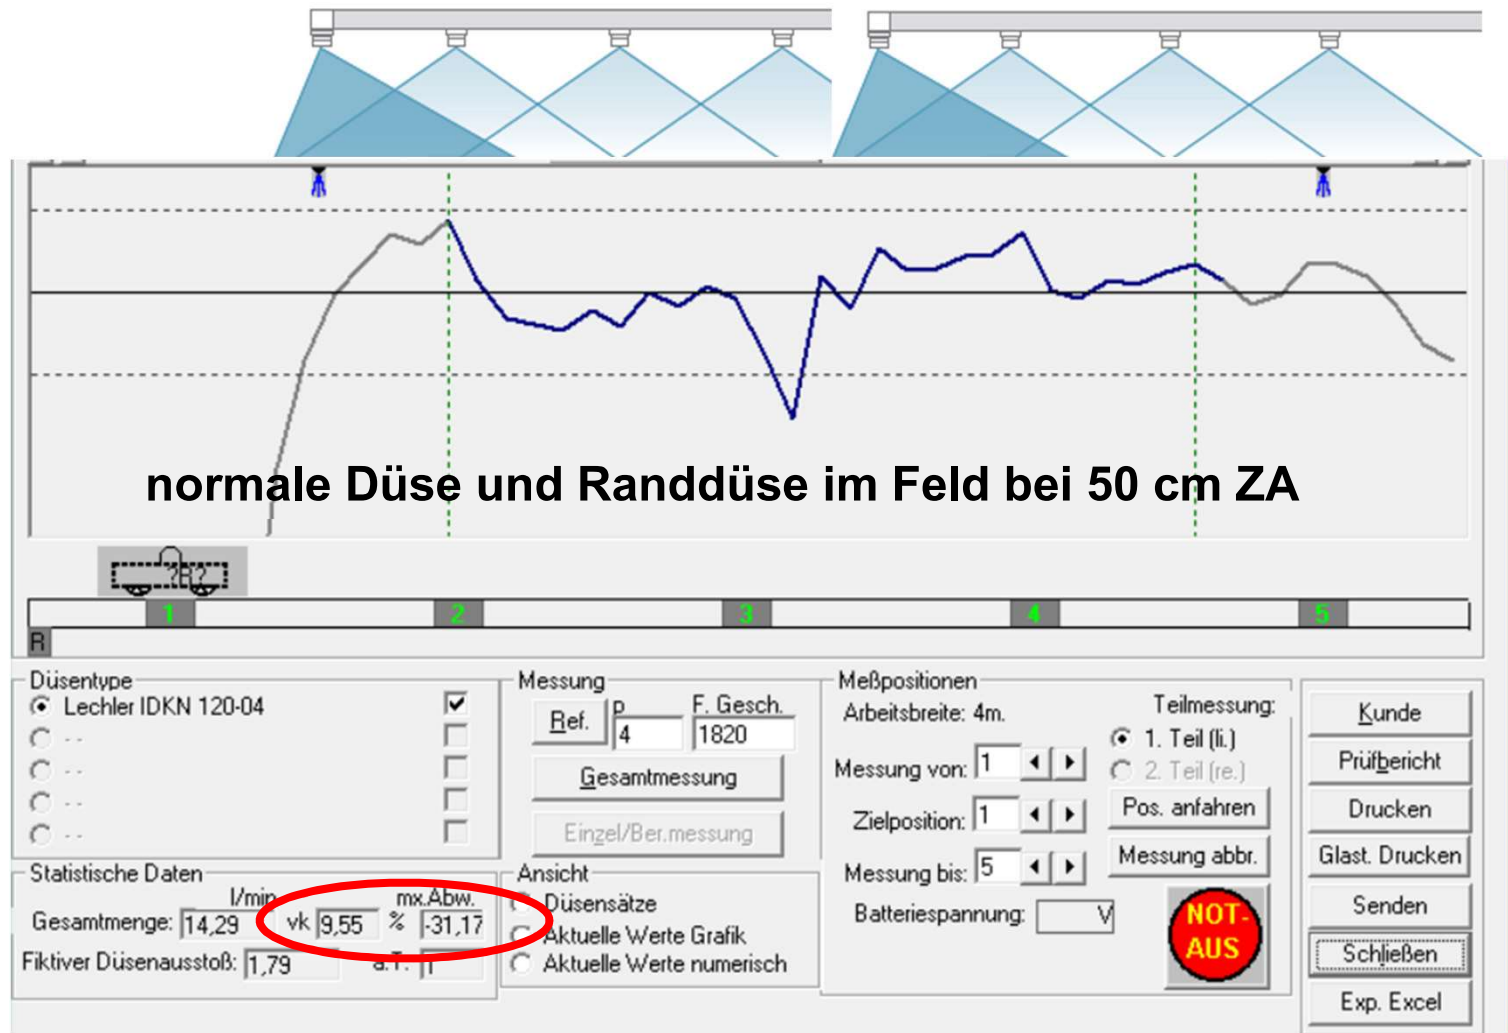 normale Düse und Randdüse im Feld bei 50 cm ZA
?R?
1 2 3 4 5
R
Düsentype
Lechler IDKN 120-04
- -
- -
- -
- -
Messung
Ref. p F. Gesch.
4 1820
Gesamtmessung
Einzel/Ber.messung
Meßpositionen
Arbeitsbreite: 4m.
Teilmessung:
1. Teil (li.)
2. Teil (re.)
Messung von: 1
Pos. anfahren
Zielposition: 1
Messung abbr.
Messung bis: 5
Batteriespannung: V
NOT-
AUS
Kunde
Prüfbericht
Drucken
Glast. Drucken
Senden
Schließen
Exp. Excel
Statistische Daten
l/min mx.Abw.
Gesamtmenge: 14,29 vk 9,55 % -31,17
Fiktiver Düsenausstoß: 1,79 a.T. 1
Ansicht
Düsensätze
Aktuelle Werte Grafik
Aktuelle Werte numerisch